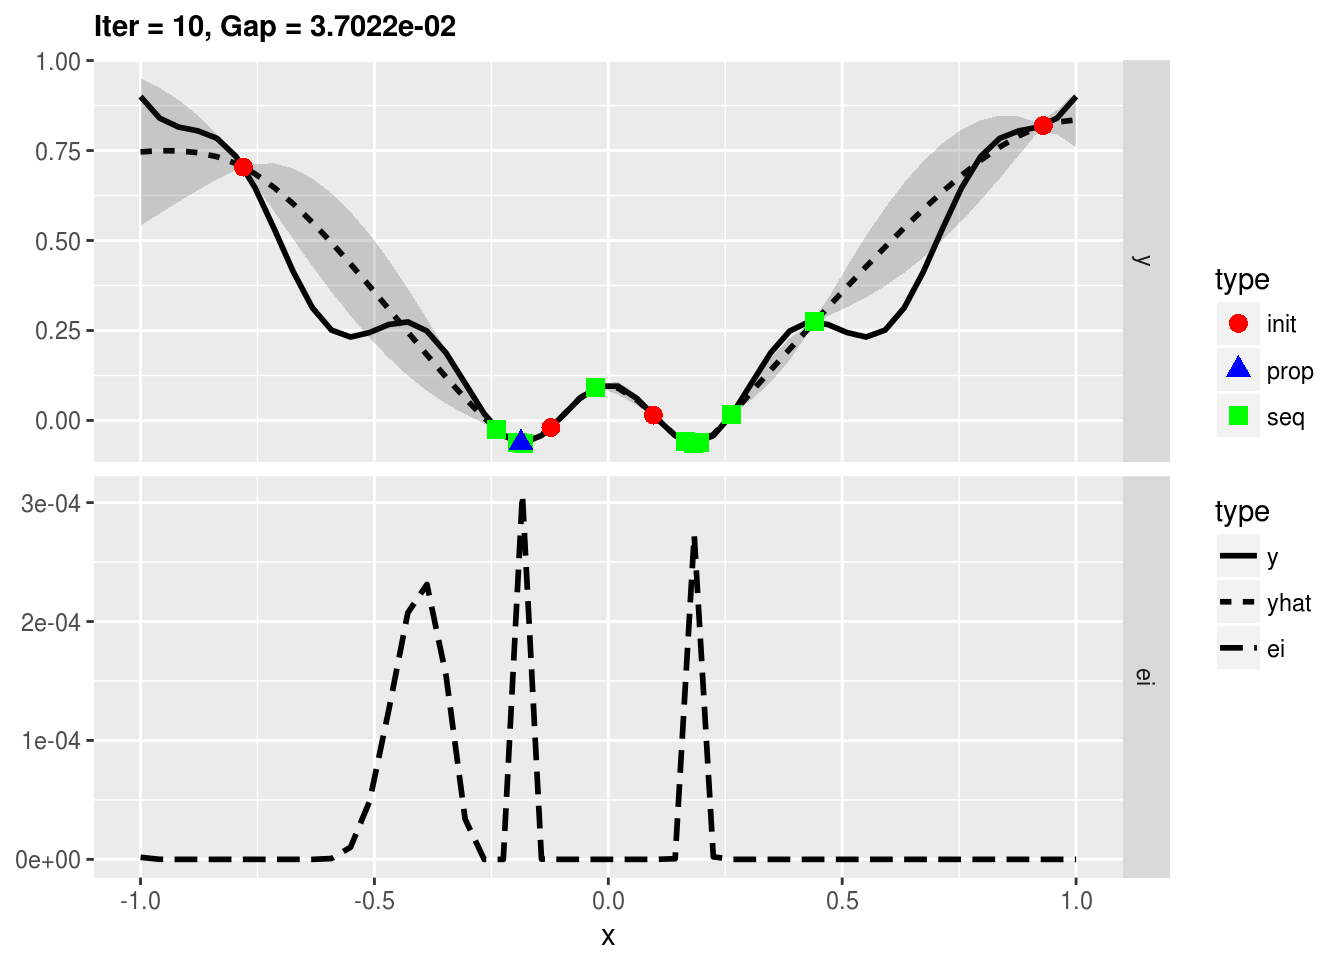 Iter = 10, Gap = 3.7022e-02
1.00
0.75
0.50
0.25
0.00
y
3e-04
2e-04
1e-04
0e+00
ei
-1.0
-0.5
0.0
0.5
1.0
x
type
init
prop
seq
type
y
yhat
ei